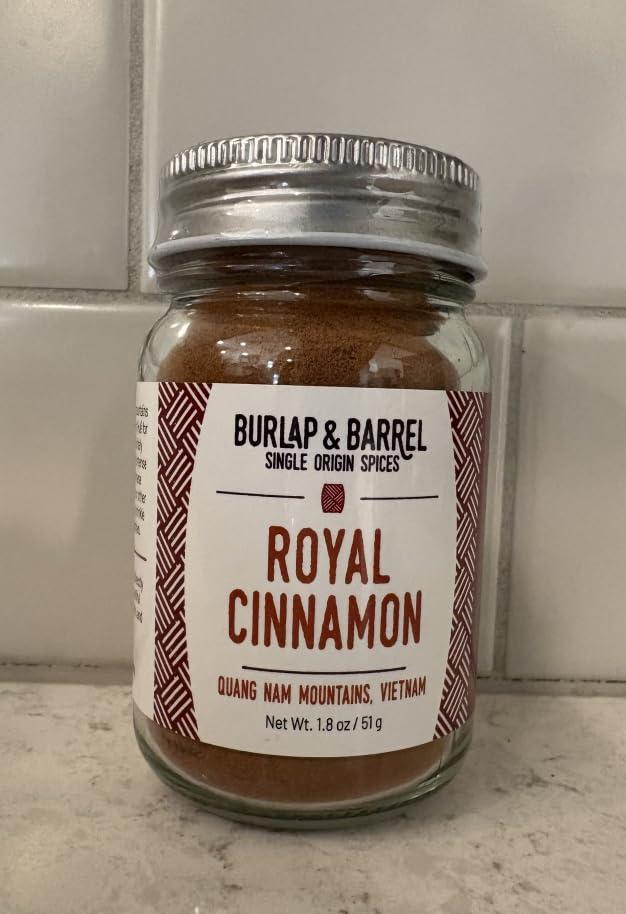 BURLAP & BARREL
SINGLE ORIGIN SPICES
ROYAL
CINNAMON
QUANG NAM MOUNTAINS, VIETNAM
Net Wt. 1.8 oz / 51 g